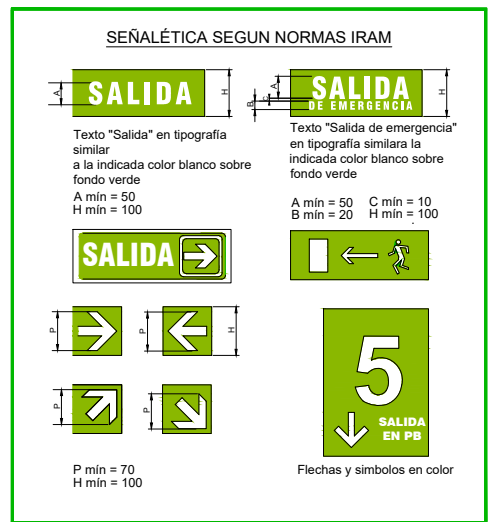 SEÑALÉTICA SEGUN NORMAS IRAM
A
SALIDA
H
Texto "Salida" en tipografía
similar
a la indicada color blanco sobre
fondo verde
A mín = 50
H mín = 100
B
C
A
SALIDA
DE EMERGENCIA
H
Texto "Salida de emergencia"
en tipografía similara la
indicada color blanco sobre
fondo verde
A mín = 50 C mín = 10
B mín = 20 H mín = 100
SALIDA
P
P
H
P
P
P mín = 70
H mín = 100
5
SALIDA
EN PB
Flechas y simbolos en color